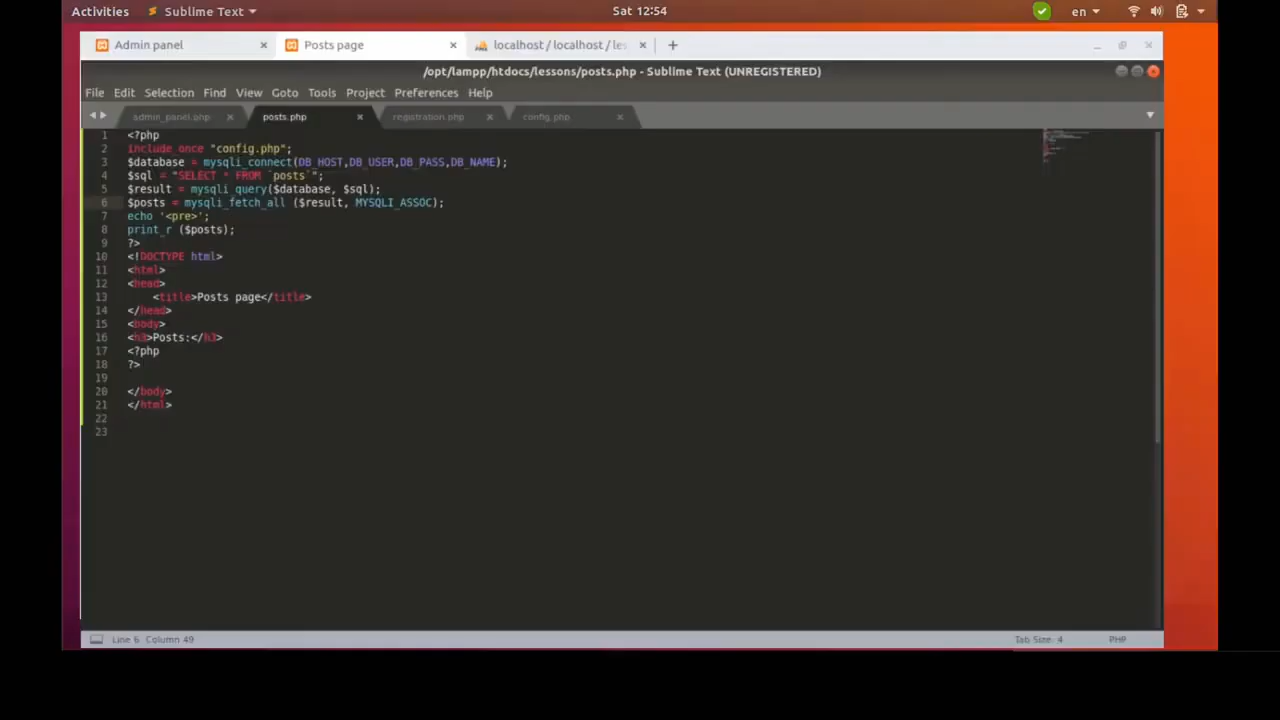 Activities Sublime Text Sat 12:54 en
Admin panel Posts page localhost / localhost / les
/opt/lampp/htdocs/lessons/posts.php - Sublime Text (UNREGISTERED)
File Edit Selection Find View Goto Tools Project Preferences Help
admin_panel.php posts.php registration.php config.php
1 <?php
2 include_once "config.php";
3 $database = mysqli_connect(DB_HOST,DB_USER,DB_PASS,DB_NAME);
4 $sql = "SELECT * FROM `posts`";
5 $result = mysqli_query($database, $sql);
6 $posts = mysqli_fetch_all ($result, MYSQLI_ASSOC);
7 echo '<pre>';
8 print_r ($posts);
9 ?>
10 <!DOCTYPE html>
11 <html>
12 <head>
13 <title>Posts page</title>
14 </head>
15 <body>
16 <h3>Posts:</h3>
17 <?php
18 ?>
19
20 </body>
21 </html>
22
23
Line 6, Column 49 Tab Size: 4 PHP